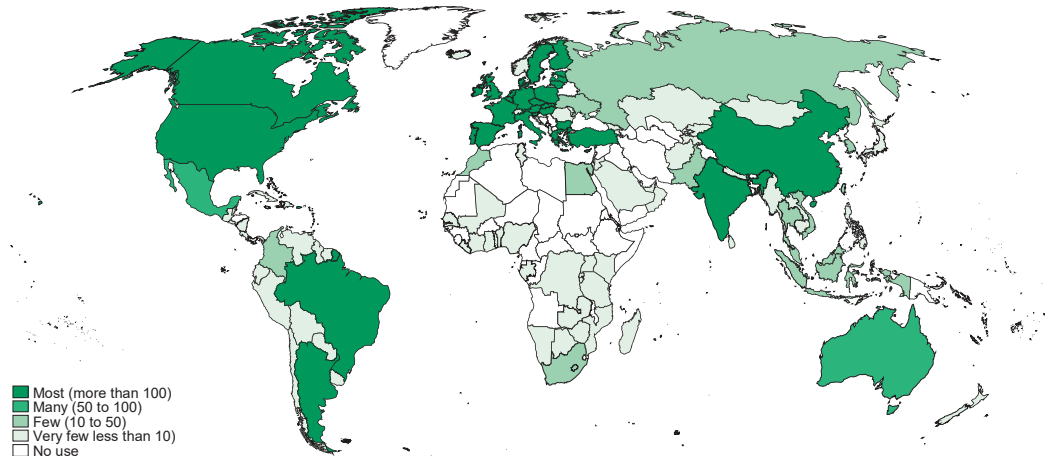 Most (more than 100)
Many (50 to 100)
Few (10 to 50)
Very few less than 10)
No use